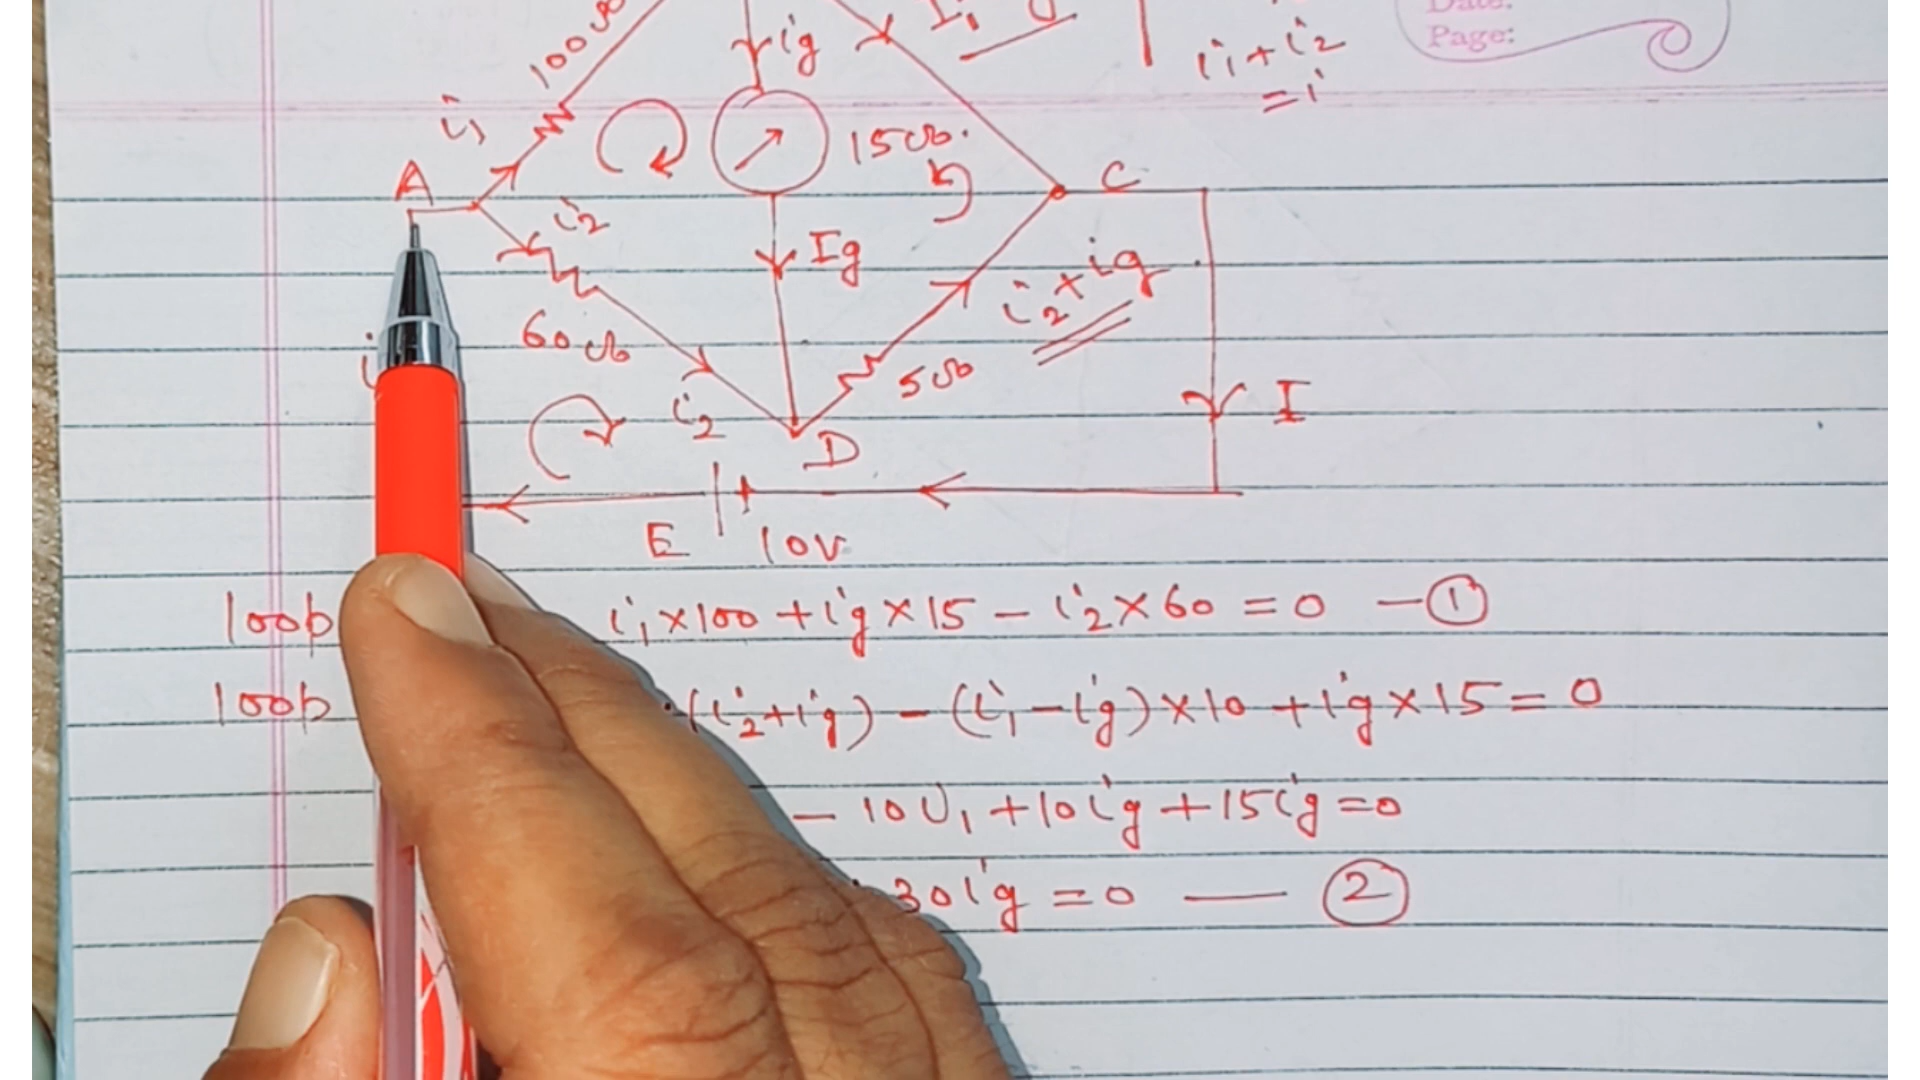 Date:
Page:
100ω
ig
i1+i2
=i
i1
15ω.
A
C
i2
Ig
i2+ig
60ω
5ω
i2
I
D
E 10V
loop i1×100+ig×15-i2×60=0 -①
loop (i2+ig)-(i1-ig)×10+ig×15=0
-10i1+10ig+15ig=0
30ig=0 — ②